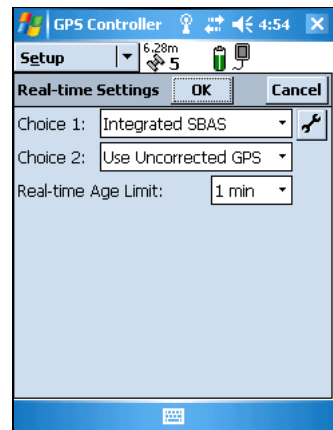 GPS Controller 4:54
Setup 6.28m 5
Real-time Settings OK Cancel
Choice 1: Integrated SBAS
Choice 2: Use Uncorrected GPS
Real-time Age Limit: 1 min